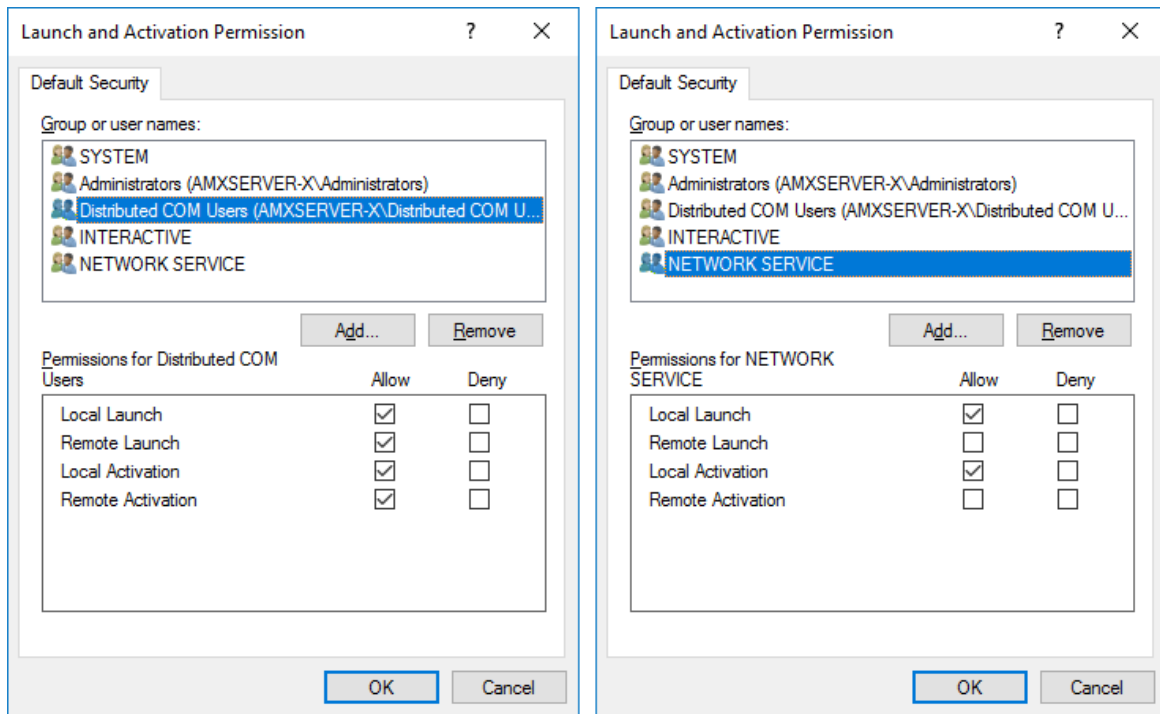 Launch and Activation Permission ?
Default Security
Group or user names:
SYSTEM
Administrators (AMXSERVER-X\Administrators)
Distributed COM Users (AMXSERVER-X\Distributed COM U...
INTERACTIVE
NETWORK SERVICE
Add... Remove
Permissions for Distributed COM
Users Allow Deny
Local Launch
Remote Launch
Local Activation
Remote Activation
OK Cancel
Launch and Activation Permission ?
Default Security
Group or user names:
SYSTEM
Administrators (AMXSERVER-X\Administrators)
Distributed COM Users (AMXSERVER-X\Distributed COM U...
INTERACTIVE
NETWORK SERVICE
Add... Remove
Permissions for NETWORK
SERVICE Allow Deny
Local Launch
Remote Launch
Local Activation
Remote Activation
OK Cancel